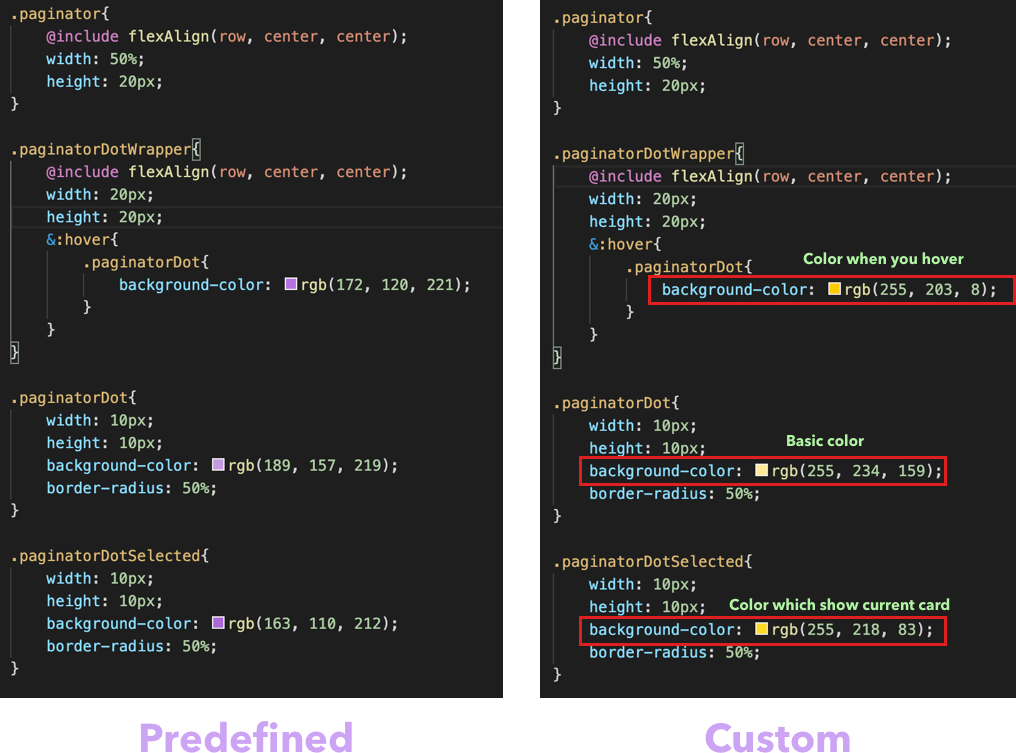 .paginator{
@include flexAlign(row, center, center);
width: 50%;
height: 20px;
}
.paginatorDotWrapper{
@include flexAlign(row, center, center);
width: 20px;
height: 20px;
&:hover{
.paginatorDot{
background-color: rgb(172, 120, 221);
}
}
}
.paginatorDot{
width: 10px;
height: 10px;
background-color: rgb(189, 157, 219);
border-radius: 50%;
}
.paginatorDotSelected{
width: 10px;
height: 10px;
background-color: rgb(163, 110, 212);
border-radius: 50%;
}
Predefined
.paginator{
@include flexAlign(row, center, center);
width: 50%;
height: 20px;
}
.paginatorDotWrapper{
@include flexAlign(row, center, center);
width: 20px;
height: 20px;
&:hover{
Color when you hover
.paginatorDot{
background-color: rgb(255, 203, 8);
}
}
}
.paginatorDot{
width: 10px;
Basic color
height: 10px;
background-color: rgb(255, 234, 159);
border-radius: 50%;
}
.paginatorDotSelected{
width: 10px;
height: 10px; Color which show current card
background-color: rgb(255, 218, 83);
border-radius: 50%;
}
Custom